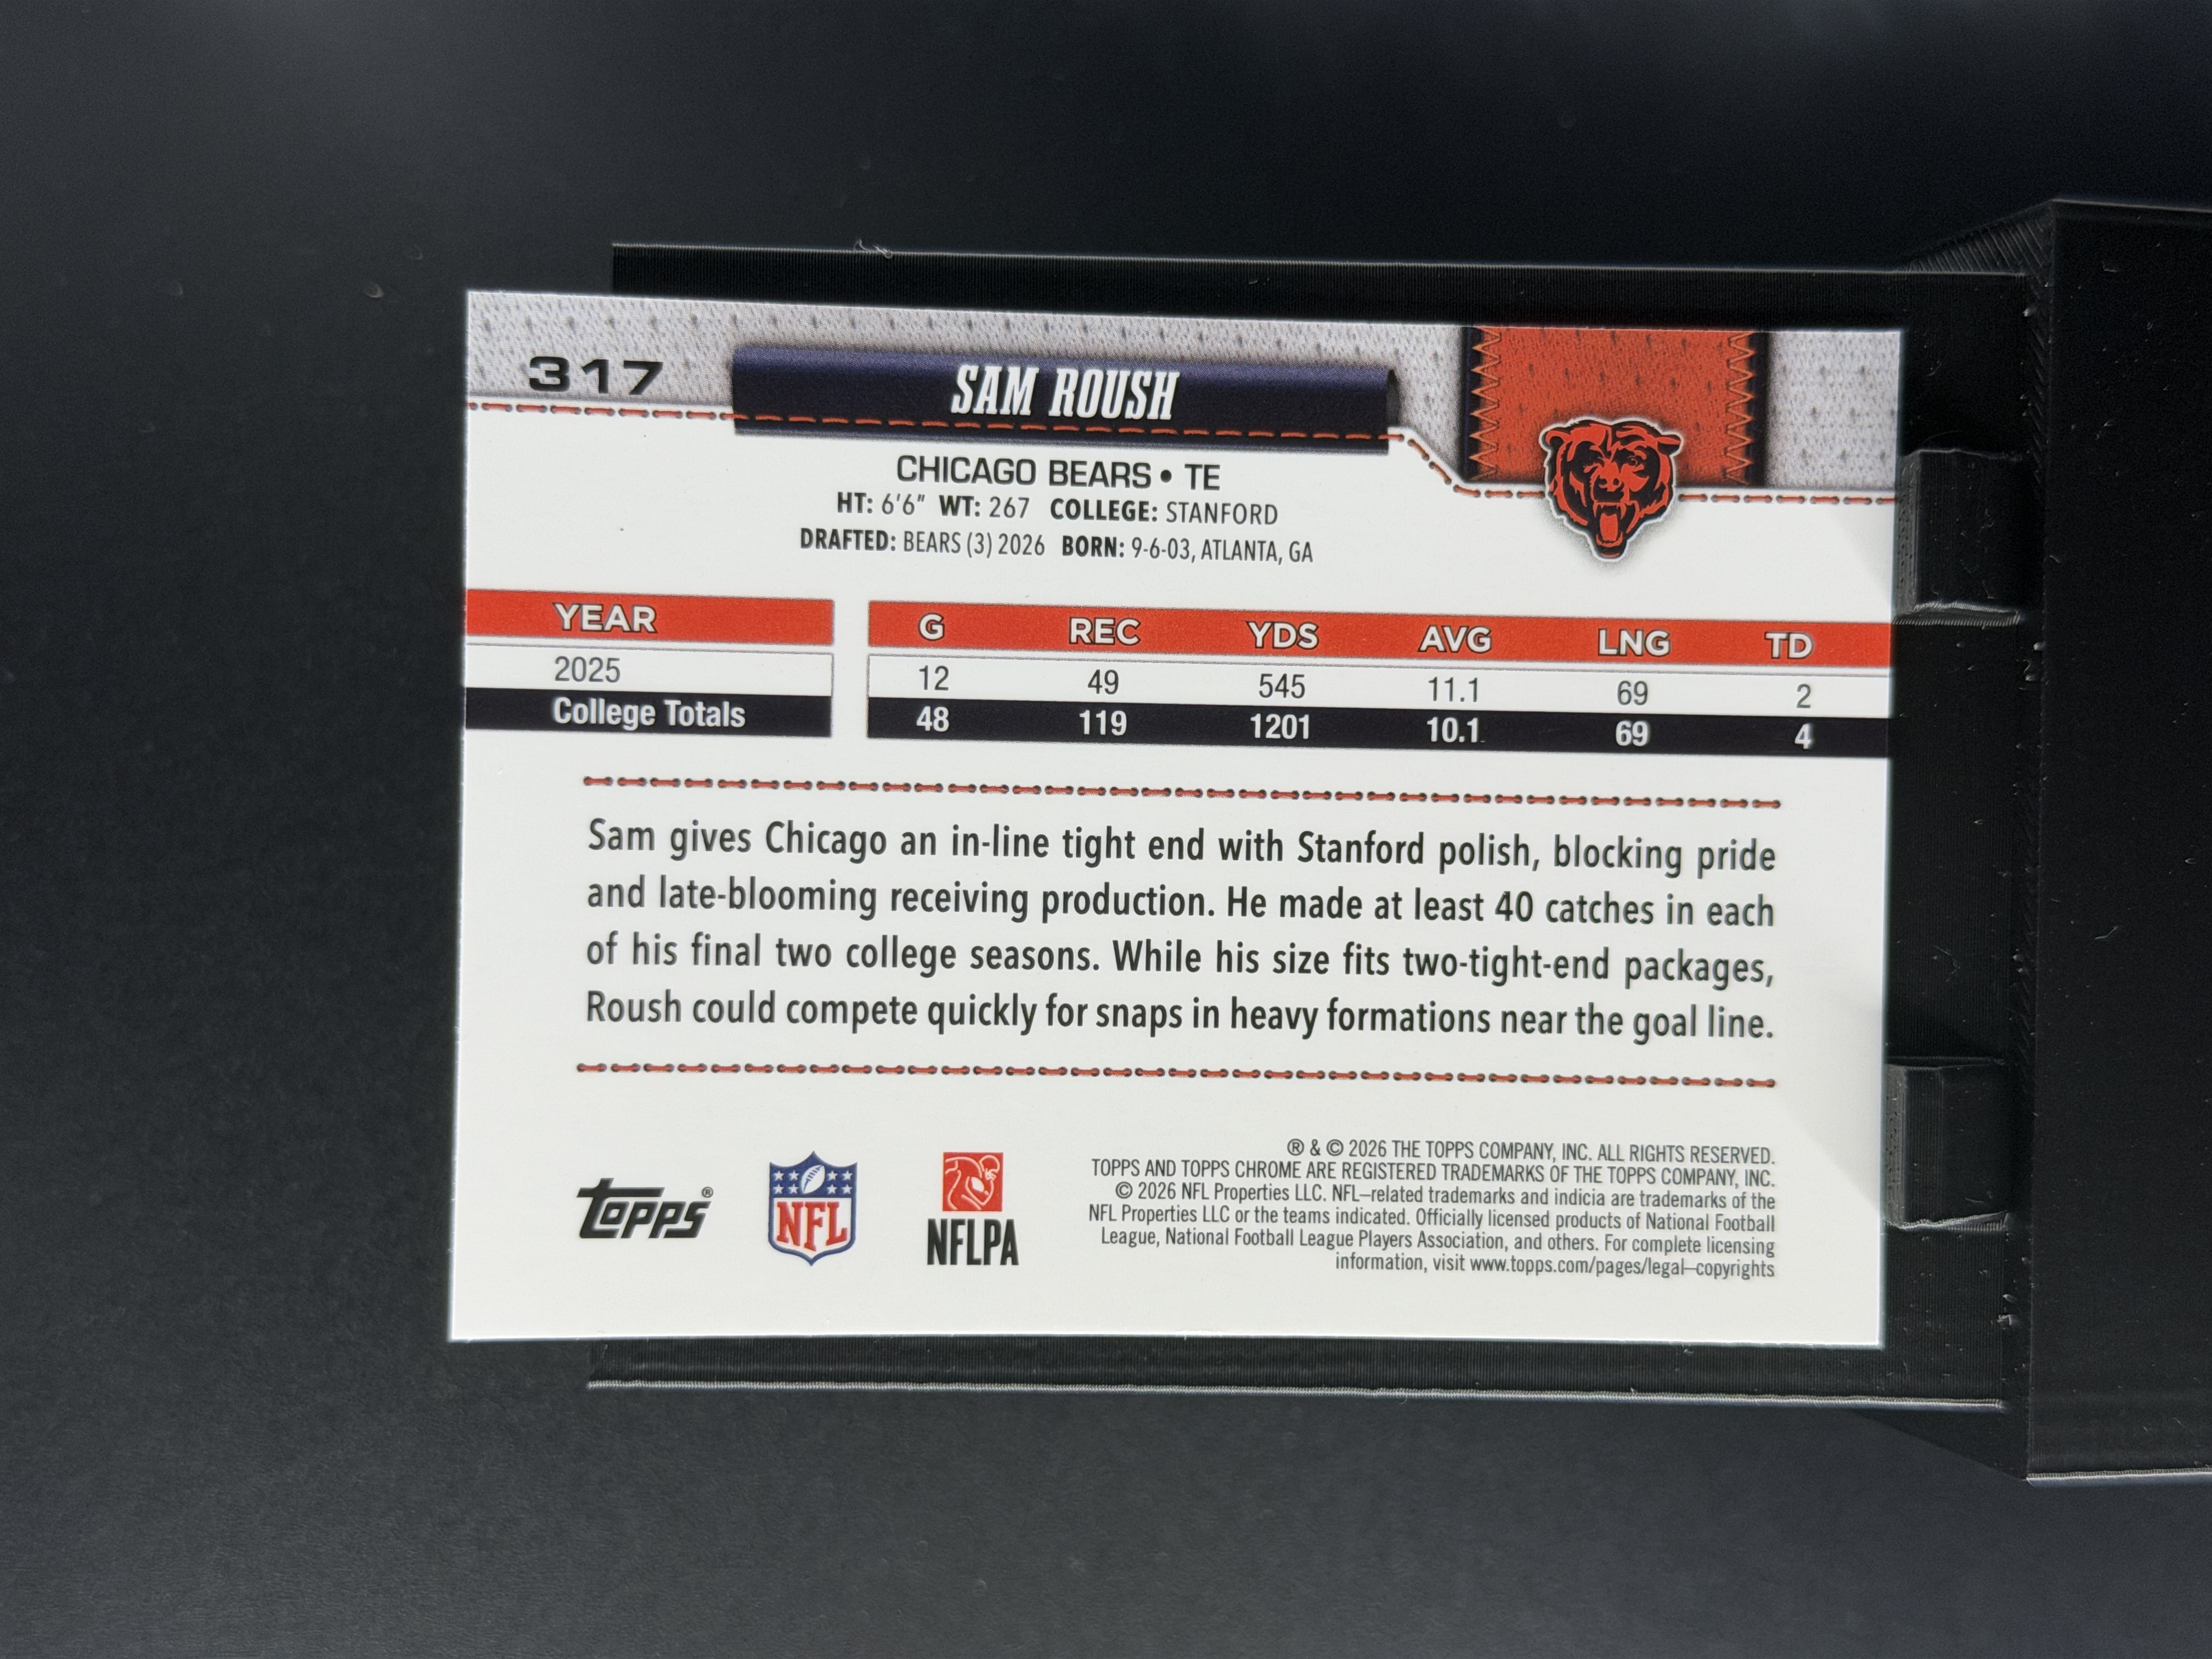 317
SAM ROUSH
CHICAGO BEARS • TE
HT: 6'6" WT: 267 COLLEGE: STANFORD
DRAFTED: BEARS (3) 2026 BORN: 9-6-03, ATLANTA, GA
YEAR G REC YDS AVG LNG TD
2025 12 49 545 11.1 69 2
College Totals 48 119 1201 10.1 69 4
Sam gives Chicago an in-line tight end with Stanford polish, blocking pride
and late-blooming receiving production. He made at least 40 catches in each
of his final two college seasons. While his size fits two-tight-end packages,
Roush could compete quickly for snaps in heavy formations near the goal line.
topps®
NFL
NFLPA
® & © 2026 THE TOPPS COMPANY, INC. ALL RIGHTS RESERVED.
TOPPS AND TOPPS CHROME ARE REGISTERED TRADEMARKS OF THE TOPPS COMPANY, INC.
© 2026 NFL Properties LLC. NFL-related trademarks and indicia are trademarks of the
NFL Properties LLC or the teams indicated. Officially licensed products of National Football
League, National Football League Players Association, and others. For complete licensing
information, visit www.topps.com/pages/legal-copyrights